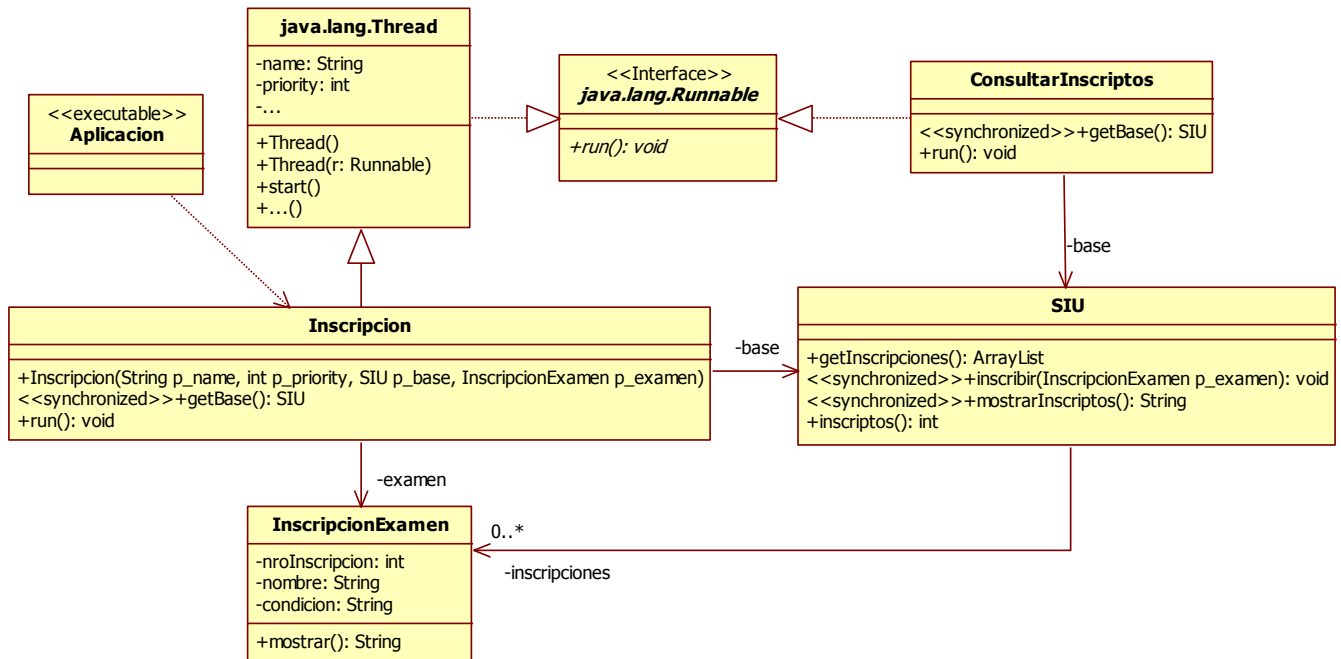 java.lang.Thread
-name: String
-priority: int
-...
+Thread()
+Thread(r: Runnable)
+start()
+...()
<<Interface>>
java.lang.Runnable
+run(): void
ConsultarInscriptos
<<synchronized>>+getBase(): SIU
+run(): void
<<executable>>
Aplicacion
-base
Inscripcion
+Inscripcion(String p_name, int p_priority, SIU p_base, InscripcionExamen p_examen)
<<synchronized>>+getBase(): SIU
+run(): void
-base
SIU
+getInscripciones(): ArrayList
<<synchronized>>+inscribir(InscripcionExamen p_examen): void
<<synchronized>>+mostrarInscriptos(): String
+inscriptos(): int
-examen
InscripcionExamen
-nroInscripcion: int
-nombre: String
-condicion: String
+mostrar(): String
0..*
-inscripciones